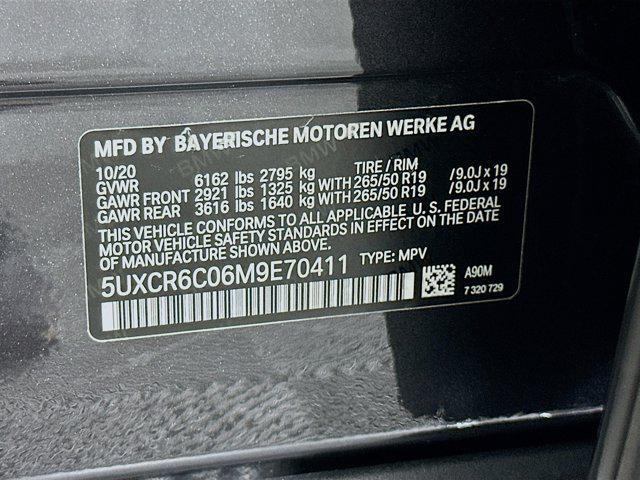 MFD BY BAYERISCHE MOTOREN WERKE AG
10/20 TIRE / RIM
GVWR 6162 lbs 2795 kg
GAWR FRONT 2921 lbs 1325 kg WITH 265/50 R19 /9.0J x 19
GAWR REAR 3616 lbs 1640 kg WITH 265/50 R19 /9.0J x 19
THIS VEHICLE CONFORMS TO ALL APPLICABLE U. S. FEDERAL
MOTOR VEHICLE SAFETY STANDARDS IN EFFECT ON THE DATE
OF MANUFACTURE SHOWN ABOVE.
5UXCR6C06M9E70411 TYPE: MPV
A90M
7 320 729